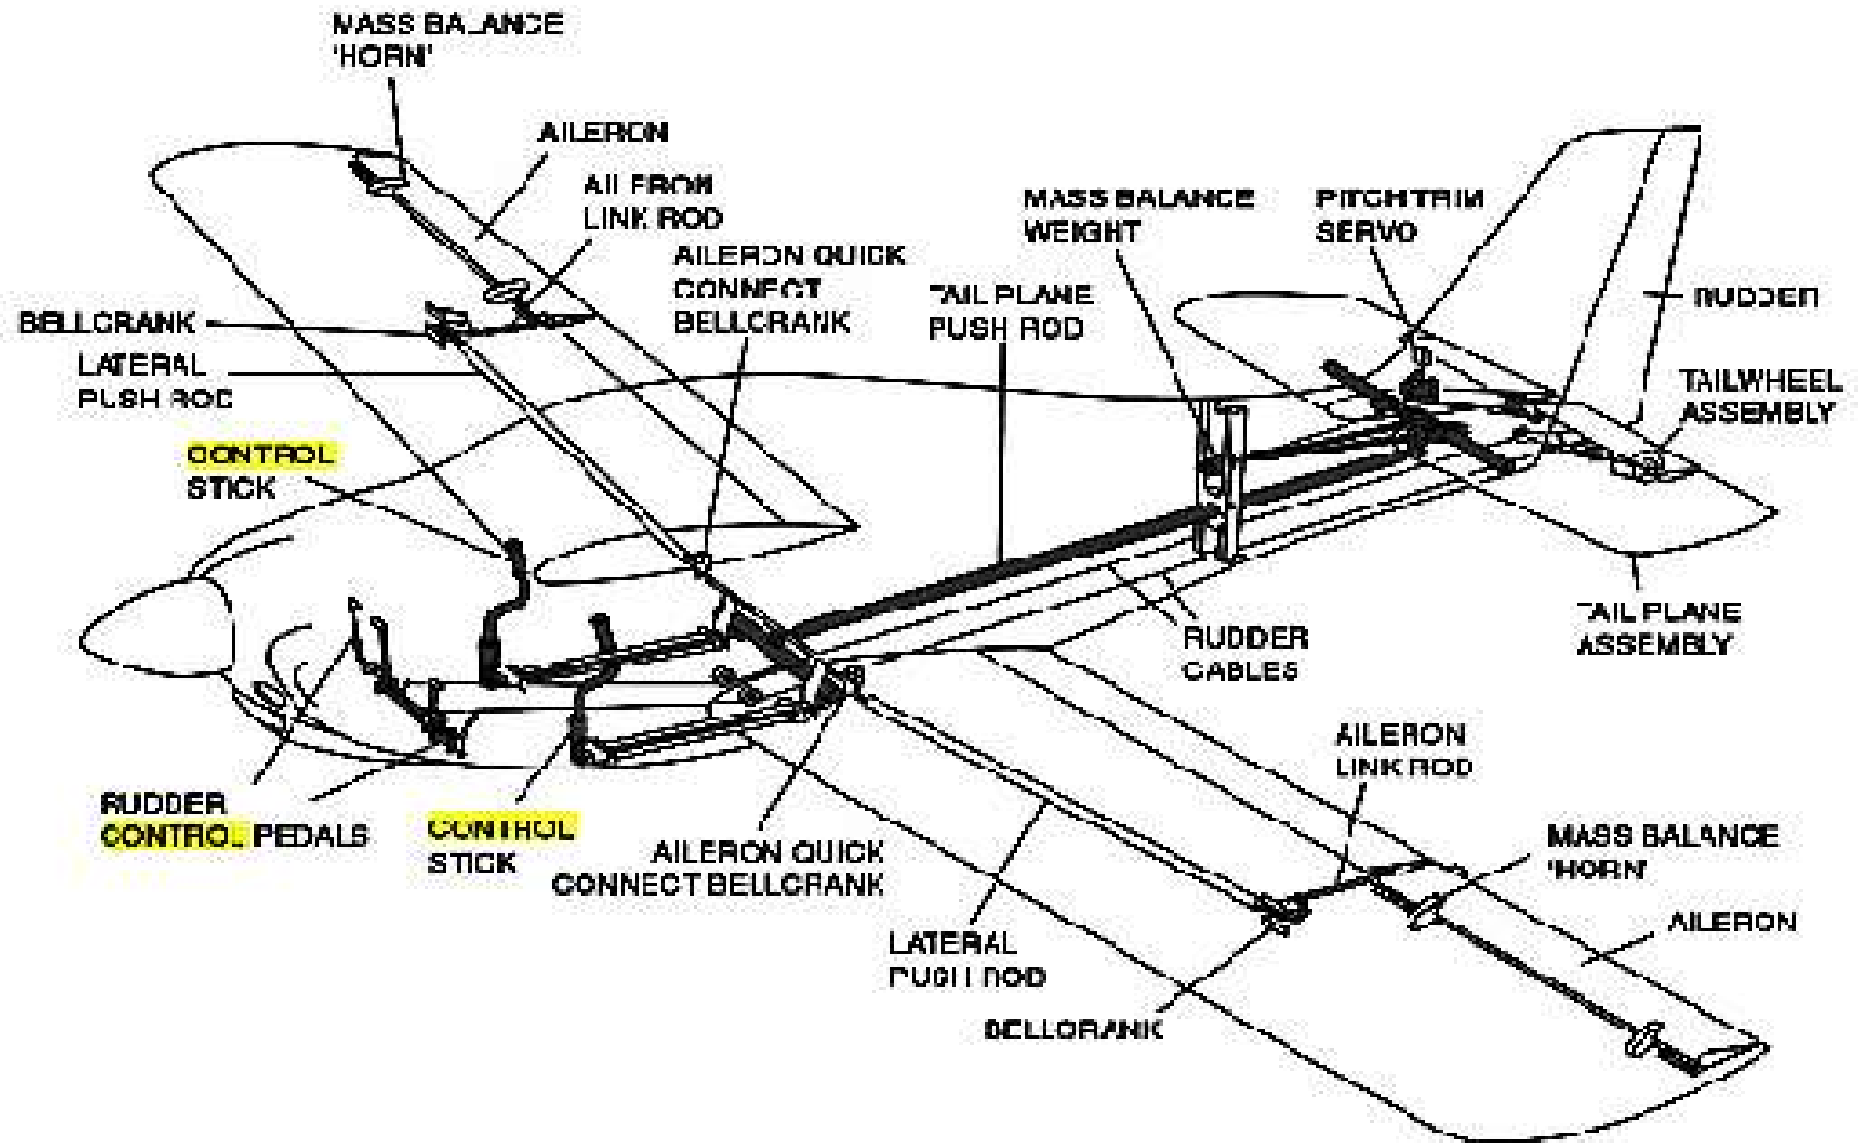 MASS BALANCE
'HORN'
AILERON
AILERON
LINK ROD
MASS BALANCE
WEIGHT
PITCH TRIM
SERVO
AILERON QUICK
CONNECT
BELLCRANK
TAIL PLANE
PUSH ROD
RUDDER
BELLCRANK
LATERAL
PUSH ROD
TAILWHEEL
ASSEMBLY
CONTROL
STICK
RUDDER
CABLES
TAIL PLANE
ASSEMBLY
RUDDER
CONTROL PEDALS
CONTROL
STICK
AILERON QUICK
CONNECT BELLCRANK
AILERON
LINK ROD
MASS BALANCE
'HORN'
AILERON
LATERAL
PUSH ROD
BELLCRANK